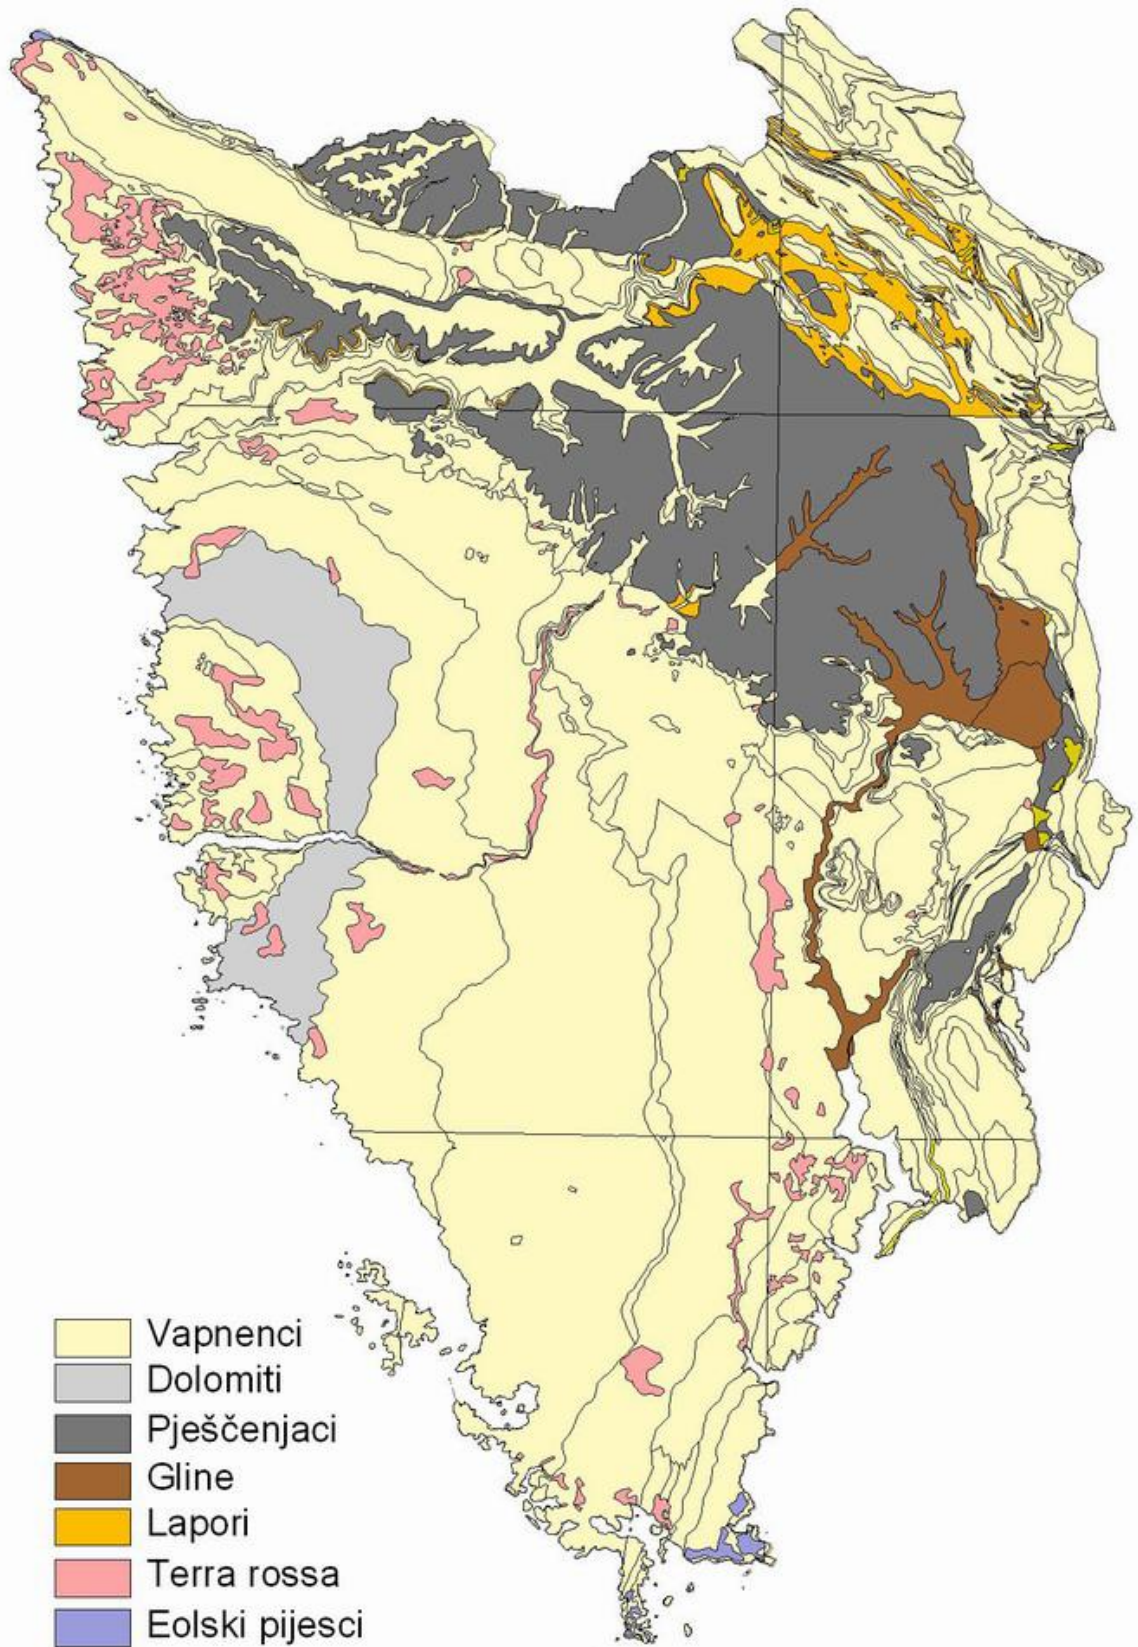 Vapnenci
Dolomiti
Pješčenjaci
Gline
Lapori
Terra rossa
Eolski pijesci